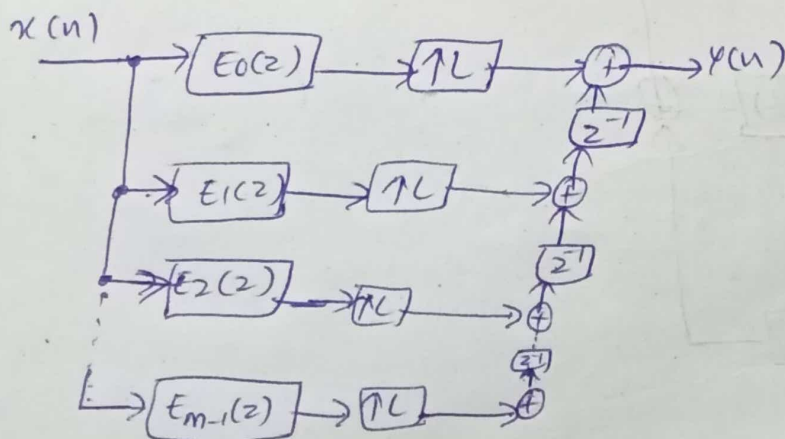 x(n)
E0(z) ↑L + y(n)
z⁻¹
E1(z) ↑L +
z⁻¹
E2(z) ↑L +
z⁻¹
Em-1(z) ↑L +